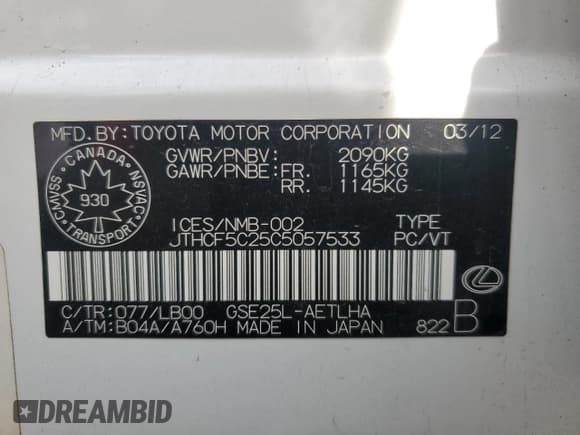 MFD. BY: TOYOTA MOTOR CORPORATION 03/12
GVWR/PNBV: 2090KG
GAWR/PNBE: FR. 1165KG
RR. 1145KG
CMVSS CANADA NSVAC
930
TRANSPORT
ICES/NMB-002 TYPE
JTHCF5C25C5057533 PC/VT
C/TR: 077/LB00 GSE25L-AETLHA
A/TM: B04A/A760H MADE IN JAPAN 822 B
DREAMBID